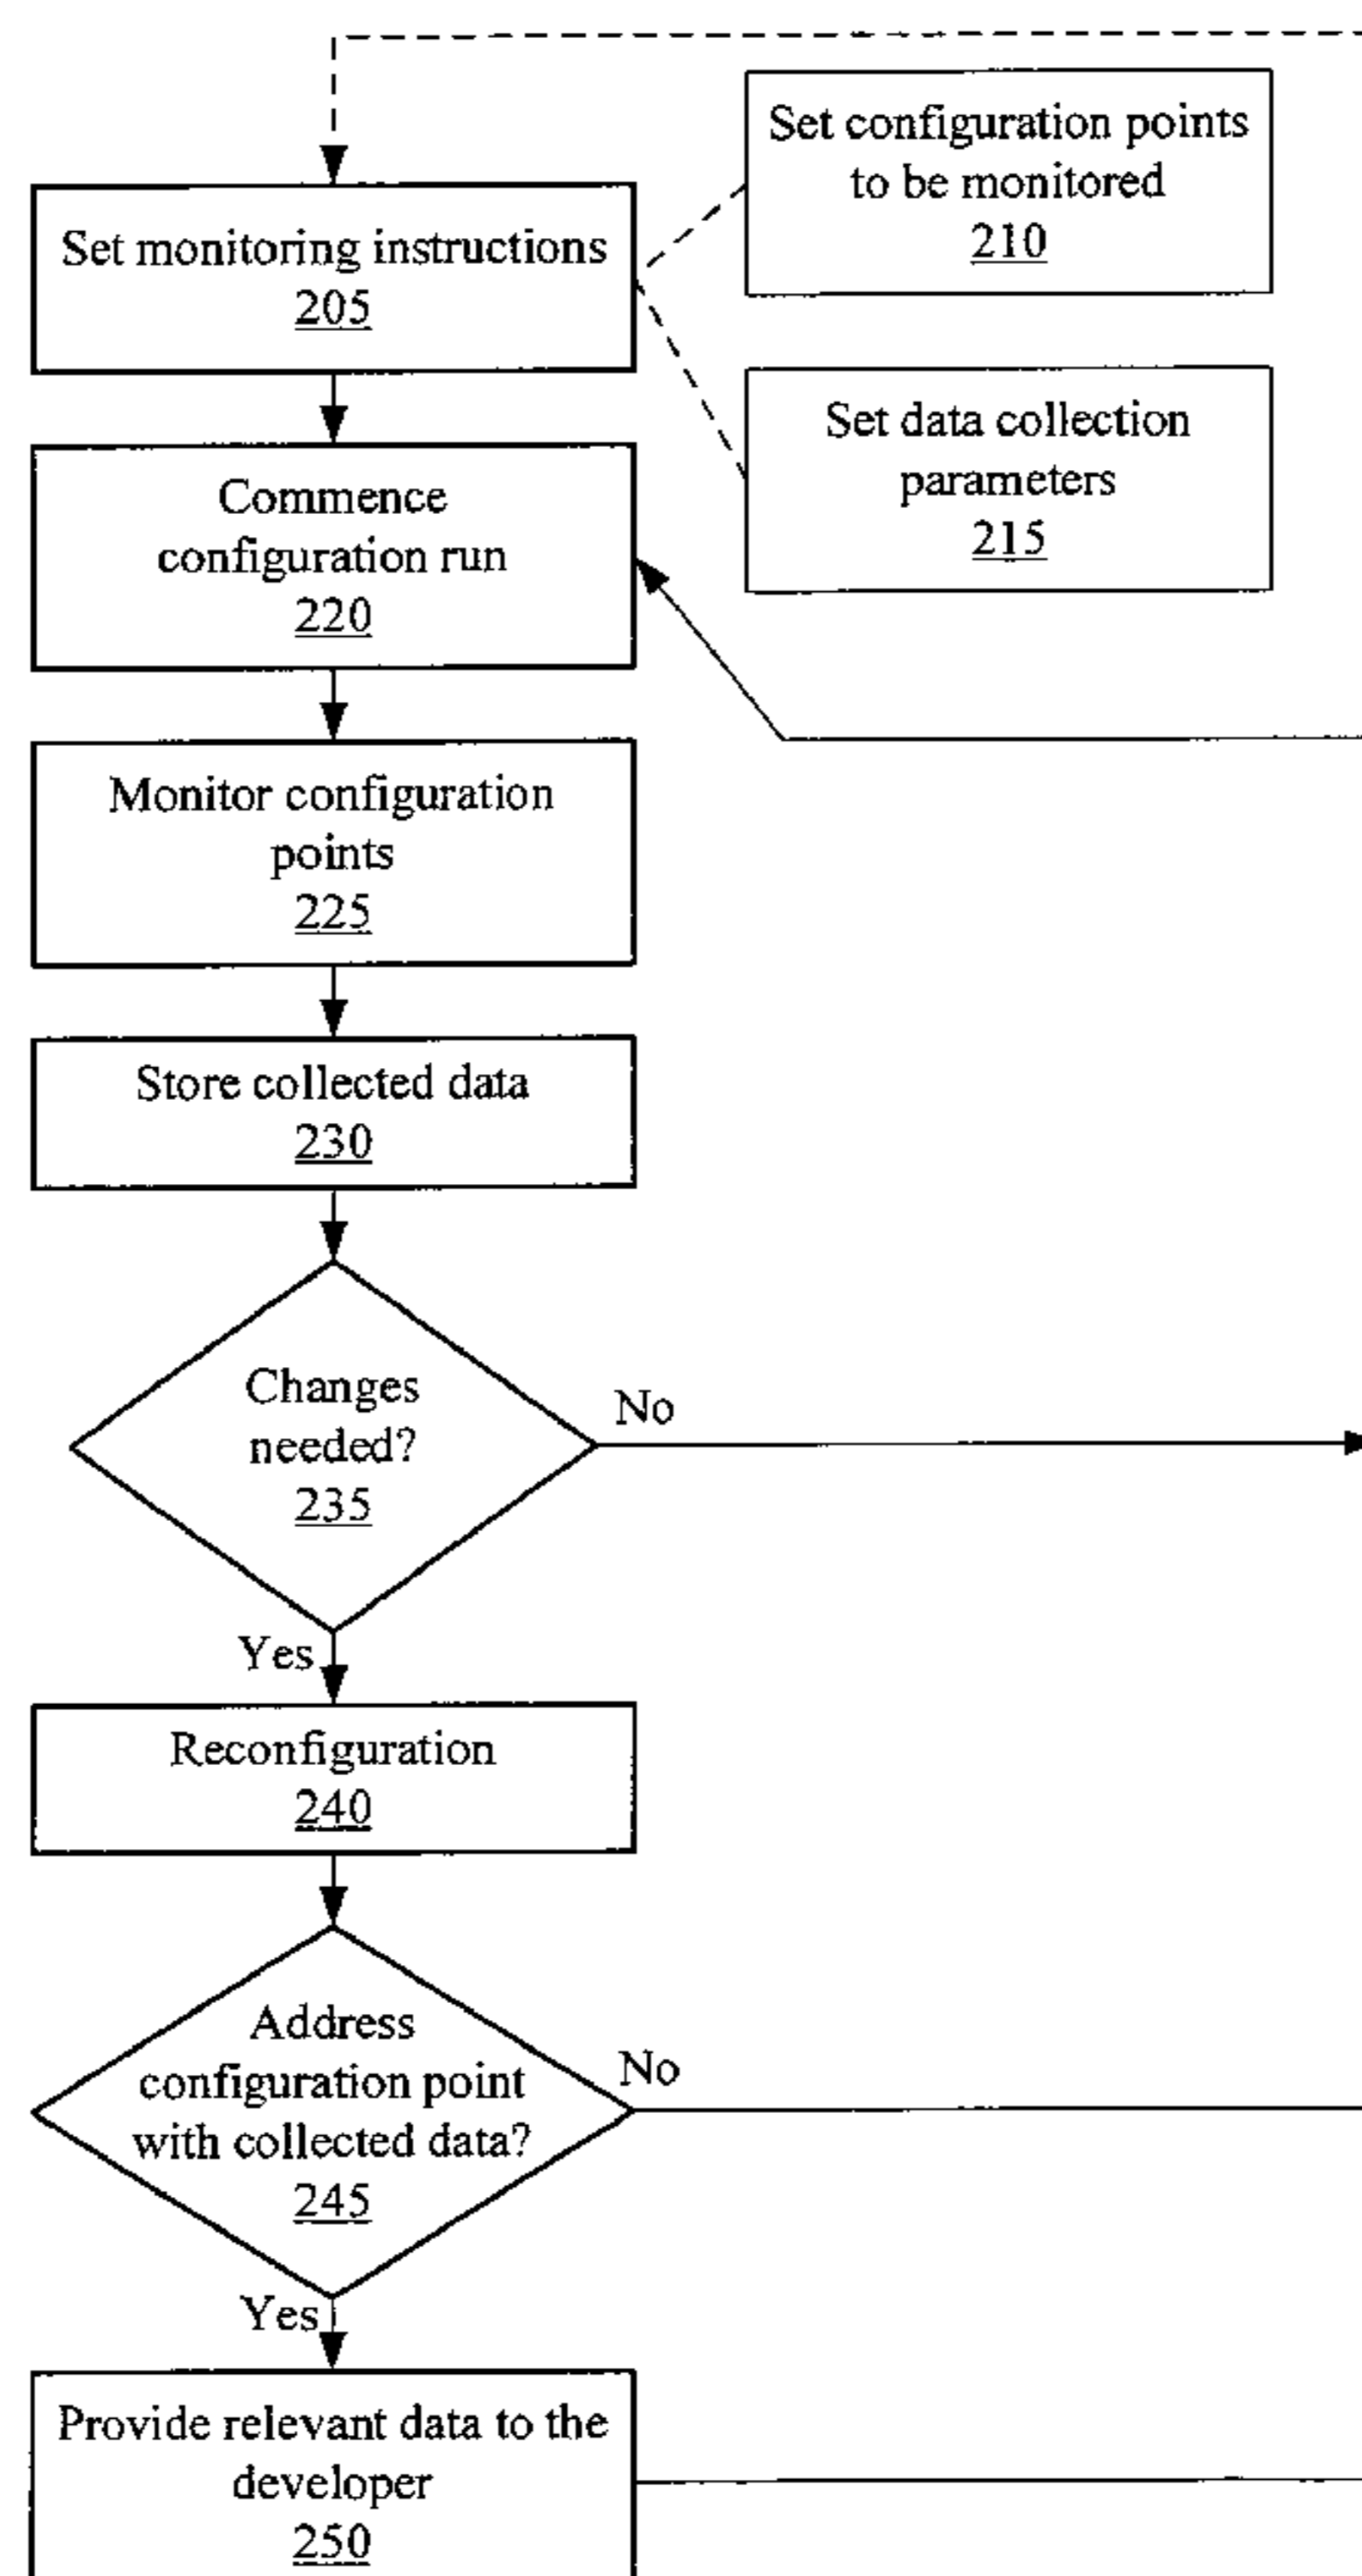 Set configuration points
to be monitored
210
Set monitoring instructions
205
Set data collection
parameters
215
Commence
configuration run
220
Monitor configuration
points
225
Store collected data
230
Changes
needed?
235
No
Yes
Reconfiguration
240
Address
configuration point
with collected data?
245
No
Yes
Provide relevant data to the
developer
250